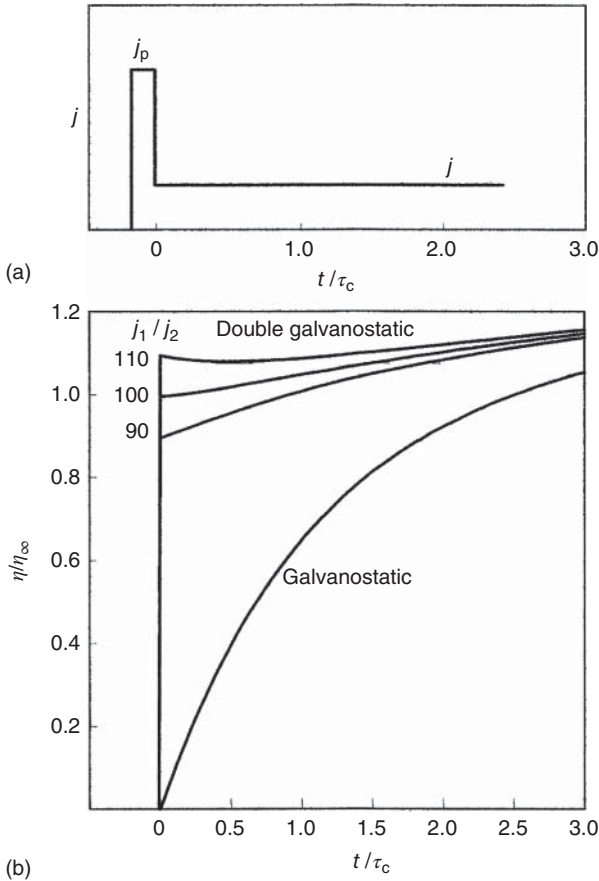 jp
j
j
0 1.0 2.0 3.0
t/τc
(a)
1.2
j1/j2 Double galvanostatic
110
1.0
100
90
0.8
η/η∞
0.6
Galvanostatic
0.4
0.2
0 0.5 1.0 1.5 2.0 2.5 3.0
t/τc
(b)